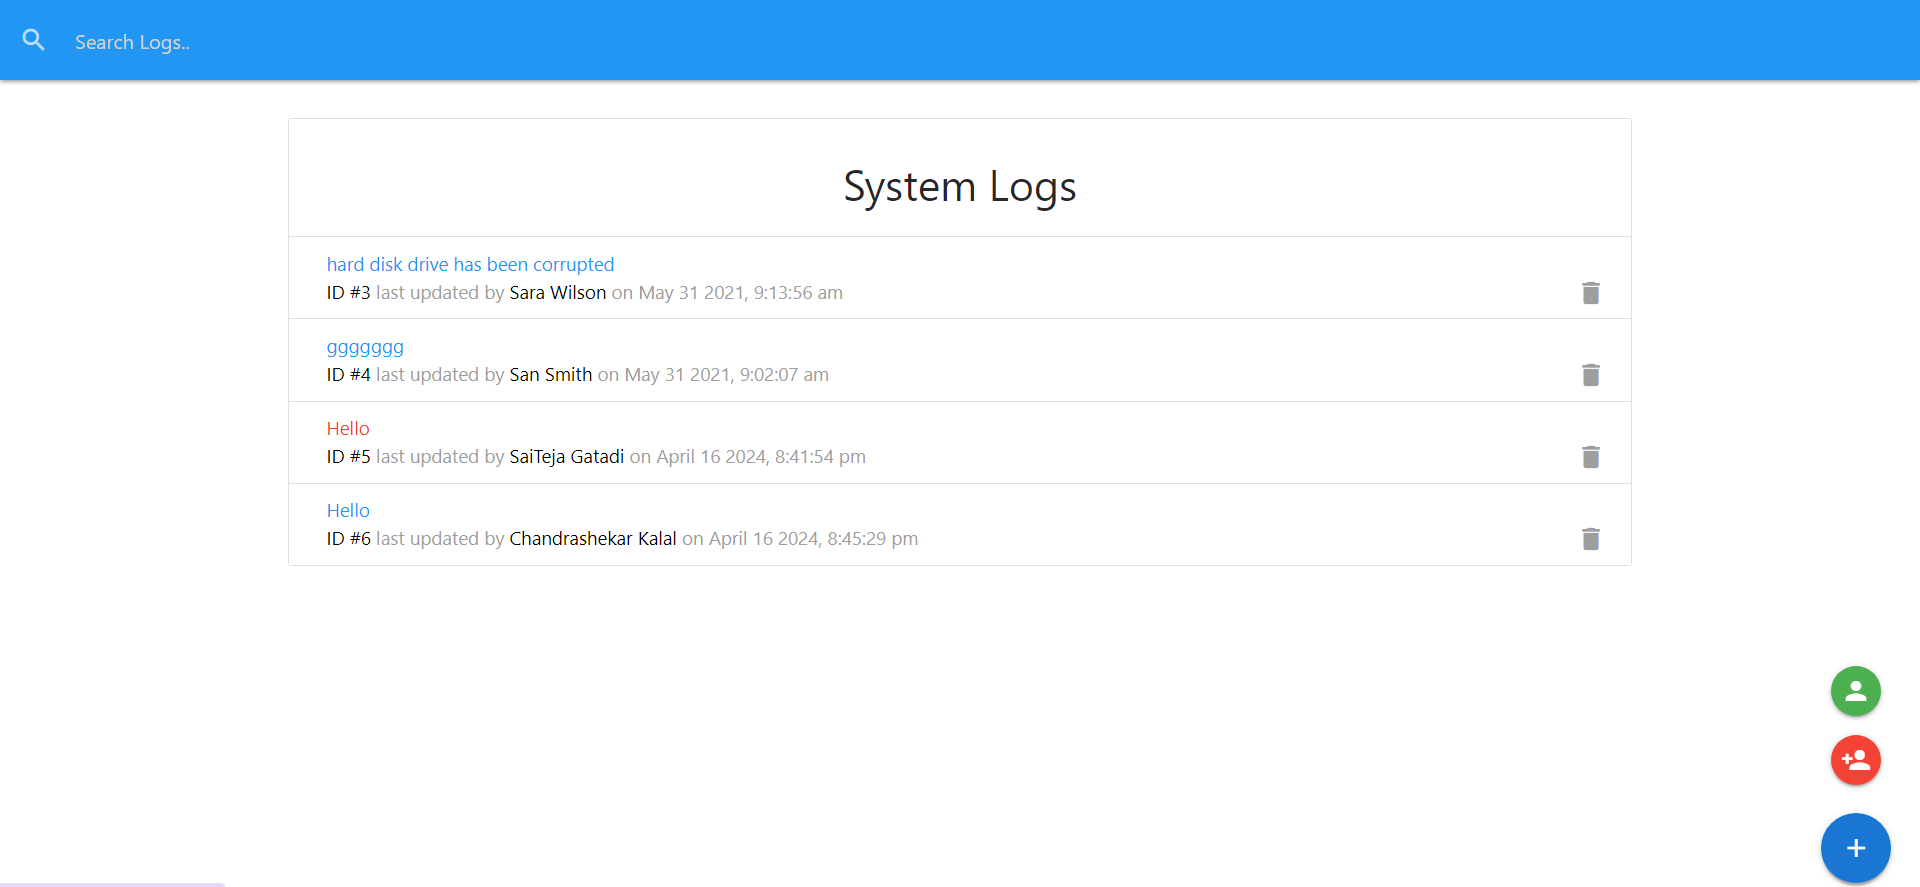 Search Logs..
System Logs
hard disk drive has been corrupted
ID #3 last updated by Sara Wilson on May 31 2021, 9:13:56 am
ggggggg
ID #4 last updated by San Smith on May 31 2021, 9:02:07 am
Hello
ID #5 last updated by SaiTeja Gatadi on April 16 2024, 8:41:54 pm
Hello
ID #6 last updated by Chandrashekar Kalal on April 16 2024, 8:45:29 pm